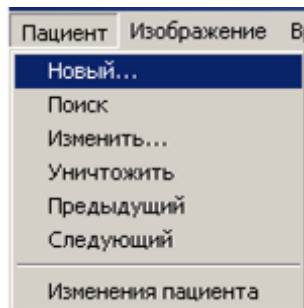 Пациент Изображение В
Новый...
Поиск
Изменить...
Уничтожить
Предыдущий
Следующий
Изменения пациента